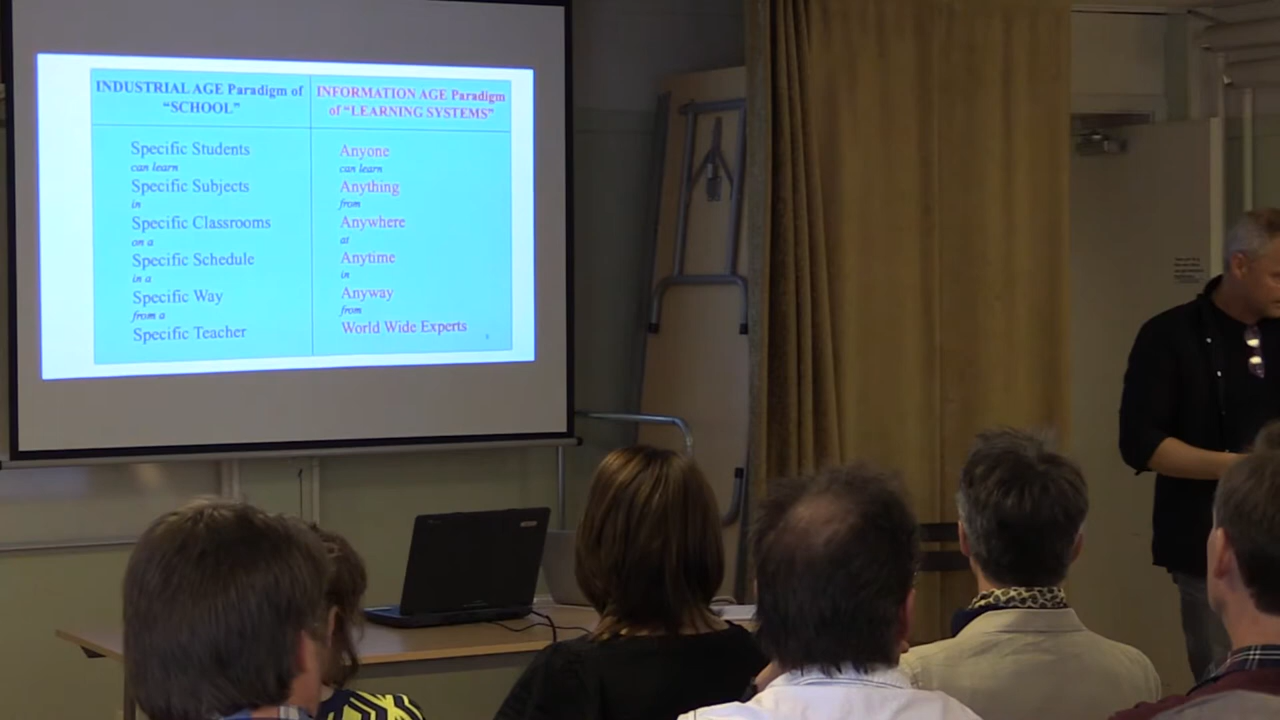 INDUSTRIAL AGE Paradigm of
“SCHOOL”
Specific Students
can learn
Specific Subjects
in
Specific Classrooms
on a
Specific Schedule
in a
Specific Way
from a
Specific Teacher
INFORMATION AGE Paradigm
of “LEARNING SYSTEMS”
Anyone
can learn
Anything
from
Anywhere
at
Anytime
in
Anyway
from
World Wide Experts